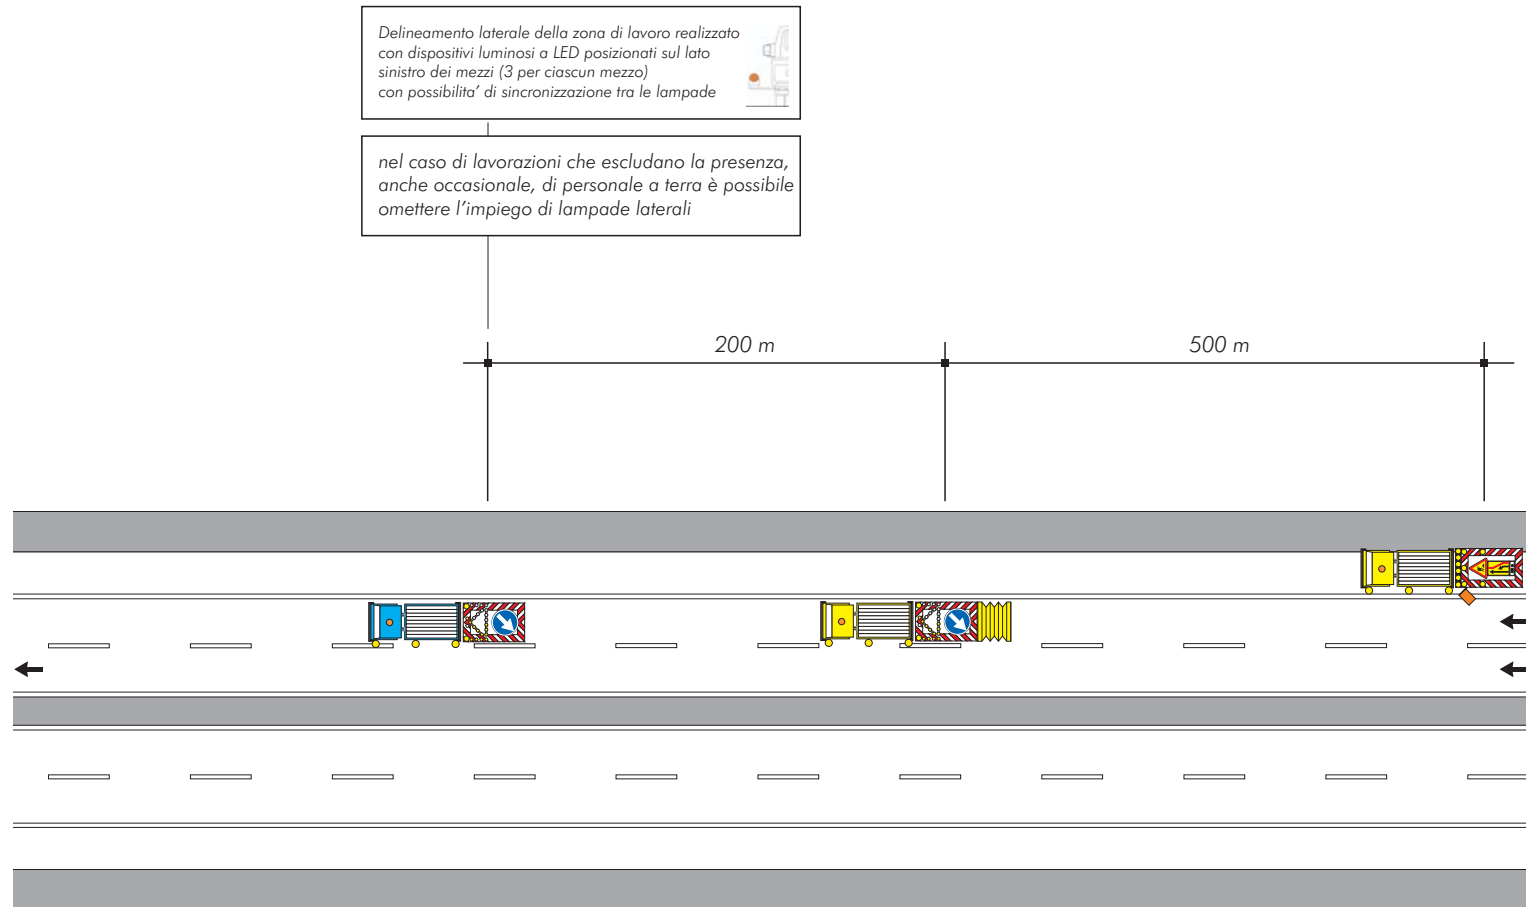 Delineamento laterale della zona di lavoro realizzato
con dispositivi luminosi a LED posizionati sul lato
sinistro dei mezzi (3 per ciascun mezzo)
con possibilita' di sincronizzazione tra le lampade
nel caso di lavorazioni che escludano la presenza,
anche occasionale, di personale a terra è possibile
omettere l'impiego di lampade laterali
200 m
500 m